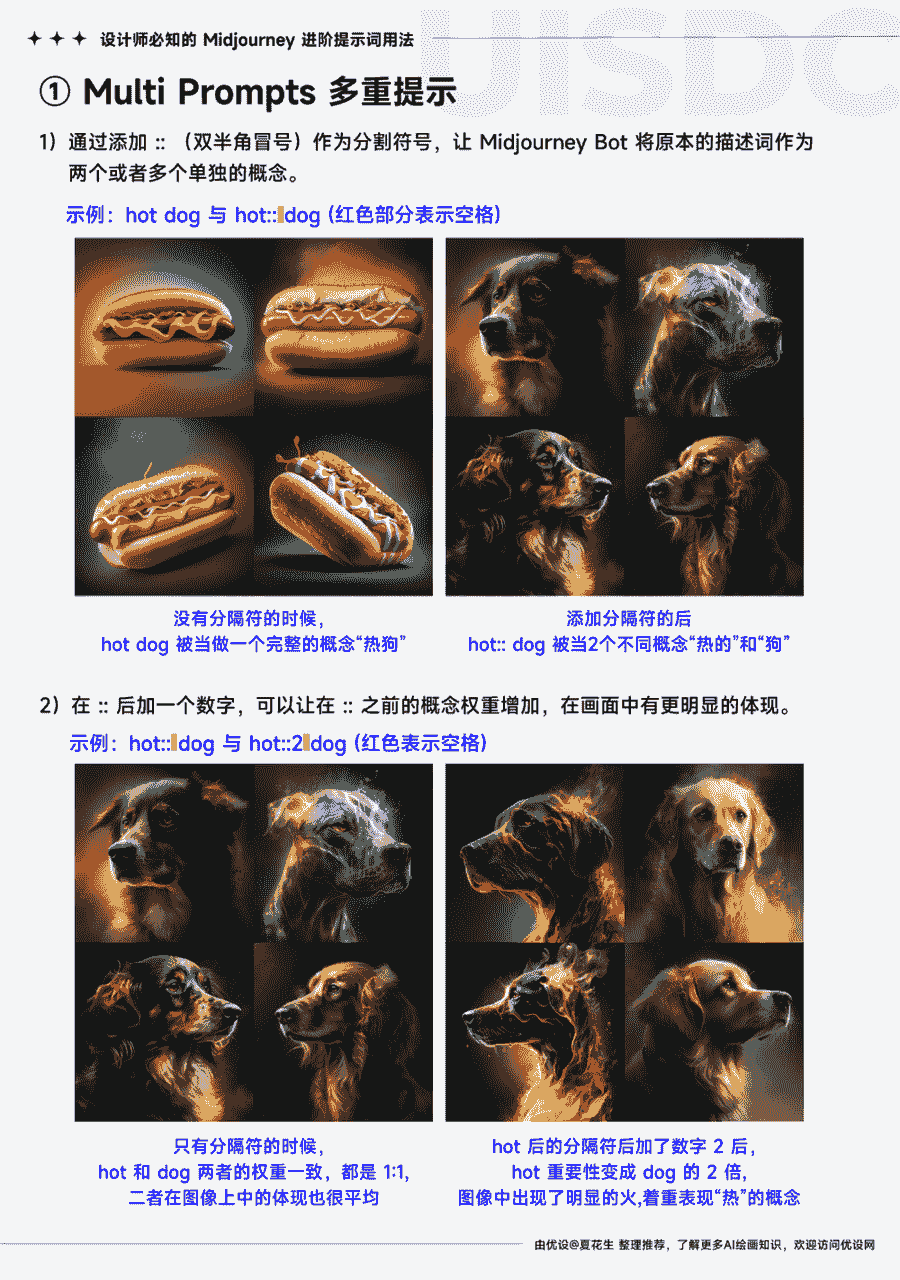 UISDC
设计师必知的 Midjourney 进阶提示词用法
① Multi Prompts 多重提示
1）通过添加 :: （双半角冒号）作为分割符号，让 Midjourney Bot 将原本的描述词作为
两个或者多个单独的概念。
示例：hot dog 与 hot:: dog (红色部分表示空格)
没有分隔符的时候，
hot dog 被当做一个完整的概念“热狗”
添加分隔符的后
hot:: dog 被当2个不同概念“热的”和“狗”
2）在 :: 后加一个数字，可以让在 :: 之前的概念权重增加，在画面中有更明显的体现。
示例：hot:: dog 与 hot::2 dog (红色表示空格)
只有分隔符的时候，
hot 和 dog 两者的权重一致，都是 1:1,
二者在图像上中的体现也很平均
hot 后的分隔符后加了数字 2 后，
hot 重要性变成 dog 的 2 倍，
图像中出现了明显的火,着重表现“热”的概念
由优设@夏花生 整理推荐，了解更多AI绘画知识，欢迎访问优设网